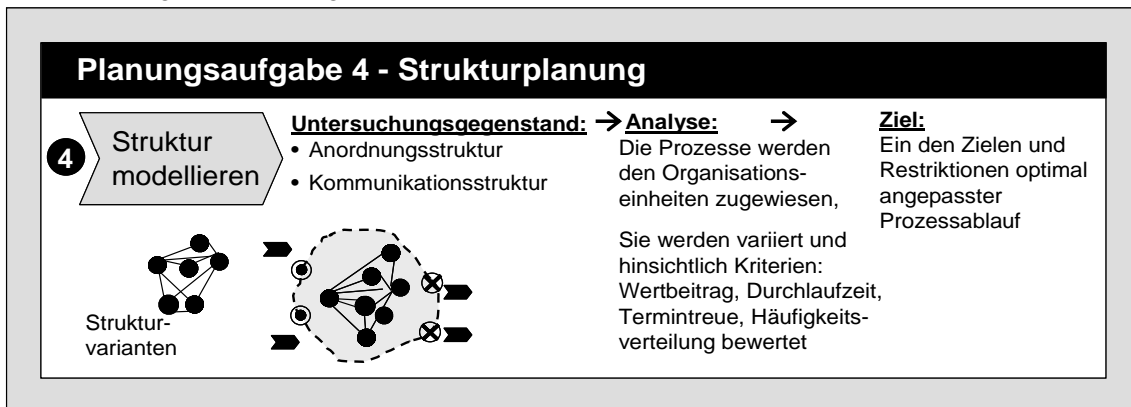 Planungsaufgabe 4 - Strukturplanung
4
Struktur
modellieren
Untersuchungsgegenstand:
• Anordnungsstruktur
• Kommunikationsstruktur
Struktur-
varianten
→ Analyse: →
Die Prozesse werden
den Organisations-
einheiten zugewiesen,
Sie werden variiert und
hinsichtlich Kriterien:
Wertbeitrag, Durchlaufzeit,
Termintreue, Häufigkeits-
verteilung bewertet
Ziel:
Ein den Zielen und
Restriktionen optimal
angepasster
Prozessablauf